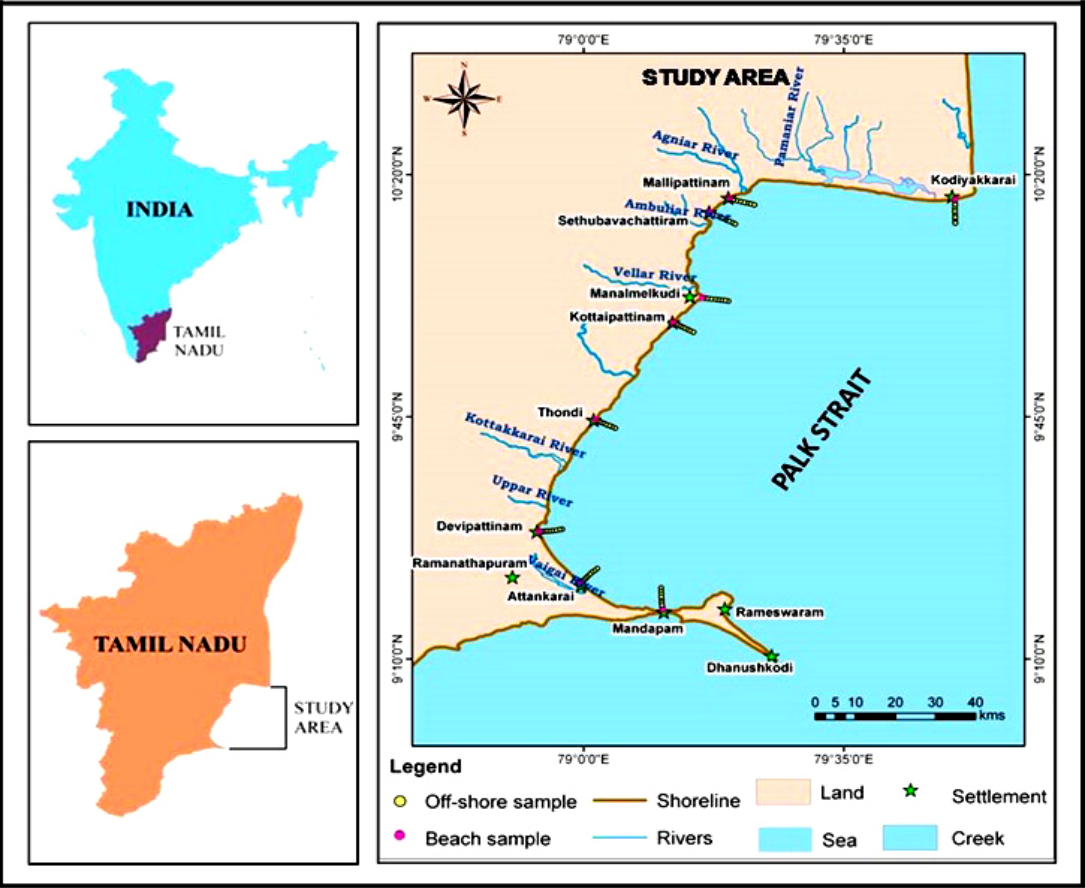 INDIA
TAMIL
NADU
TAMIL NADU
STUDY
AREA
79°0'0"E
79°35'0"E
STUDY AREA
N
W
E
S
Pamaniar River
Agniar River
10°20'0"N
10°20'0"N
Mallipattinam
Kodiyakkarai
Ambuliar River
Sethubavachattiram
Vellar River
Manalmelkudi
Kottaipattinam
PALK STRAIT
Thondi
9°45'0"N
9°45'0"N
Kottakkarai River
Uppar River
Devipattinam
Ramanathapuram
Vaigai River
Attankarai
Rameswaram
Mandapam
Dhanushkodi
9°10'0"N
9°10'0"N
0 5 10 20 30 40
kms
79°0'0"E
79°35'0"E
Legend
Off-shore sample
Shoreline
Land
Settlement
Beach sample
Rivers
Sea
Creek